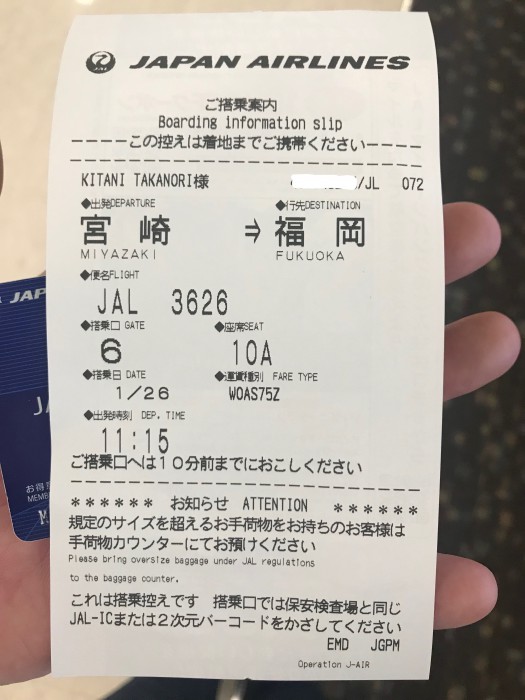 JAPAN AIRLINES
ご搭乗案内
Boarding information slip
----この控えは着地までご携帯ください----
KITANI TAKANORI様 /JL 072
◆出発DEPARTURE ◆行先DESTINATION
宮崎 ⇒ 福岡
MIYAZAKI FUKUOKA
◆便名FLIGHT
JAL 3626
◆搭乗口 GATE ◆座席SEAT
6 10A
◆搭乗日 DATE ◆運賃種別 FARE TYPE
1/26 WOAS75Z
◆出発時刻 DEP. TIME
11:15
ご搭乗口へは10分前までにおこしください
****** お知らせ ATTENTION ******
規定のサイズを超えるお手荷物をお持ちのお客様は
手荷物カウンターにてお預けください
Please bring oversize baggage under JAL regulations
to the baggage counter.
これは搭乗控えです 搭乗口では保安検査場と同じ
JAL-ICまたは2次元バーコードをかざしてください
EMD JGPM
Operation J-AIR
JAP
お得
MEMB